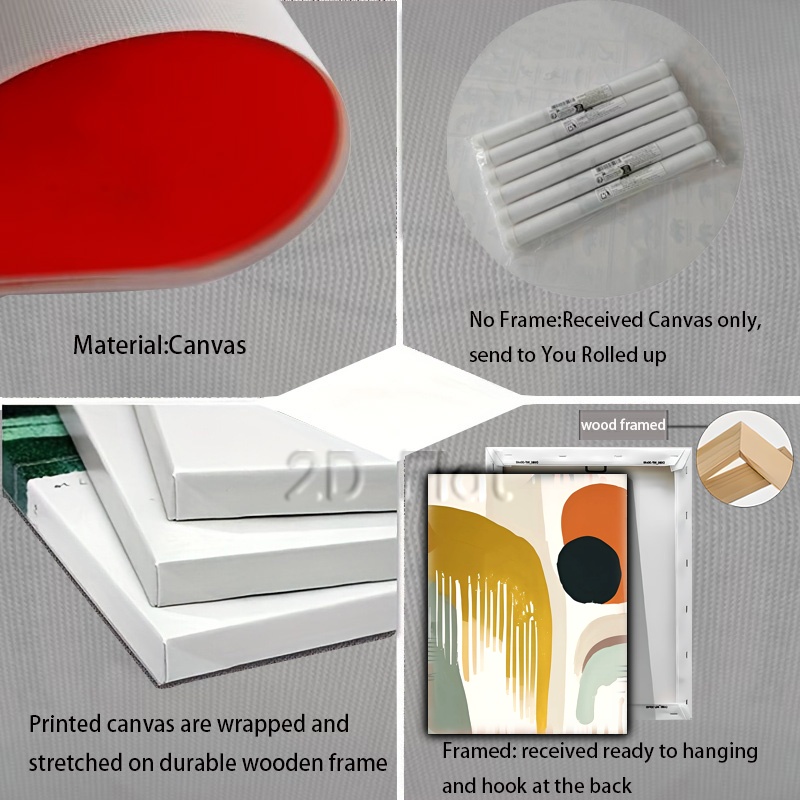 Material:Canvas
No Frame:Received Canvas only,
send to You Rolled up
wood framed
2D Flat
Printed canvas are wrapped and
stretched on durable wooden frame
Framed: received ready to hanging
and hook at the back